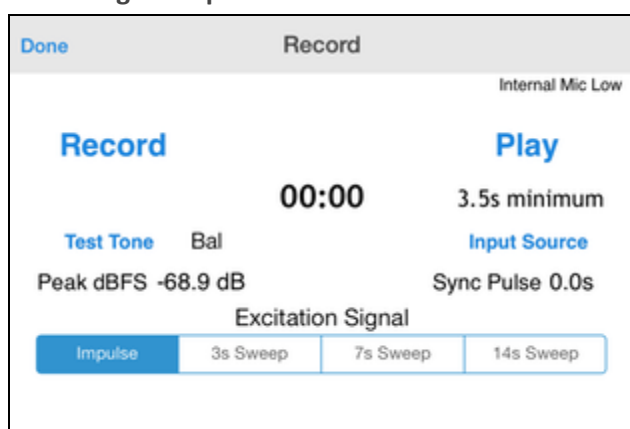 Done Record
Internal Mic Low
Record Play
00:00 3.5s minimum
Test Tone Bal Input Source
Peak dBFS -68.9 dB Sync Pulse 0.0s
Excitation Signal
Impulse 3s Sweep 7s Sweep 14s Sweep